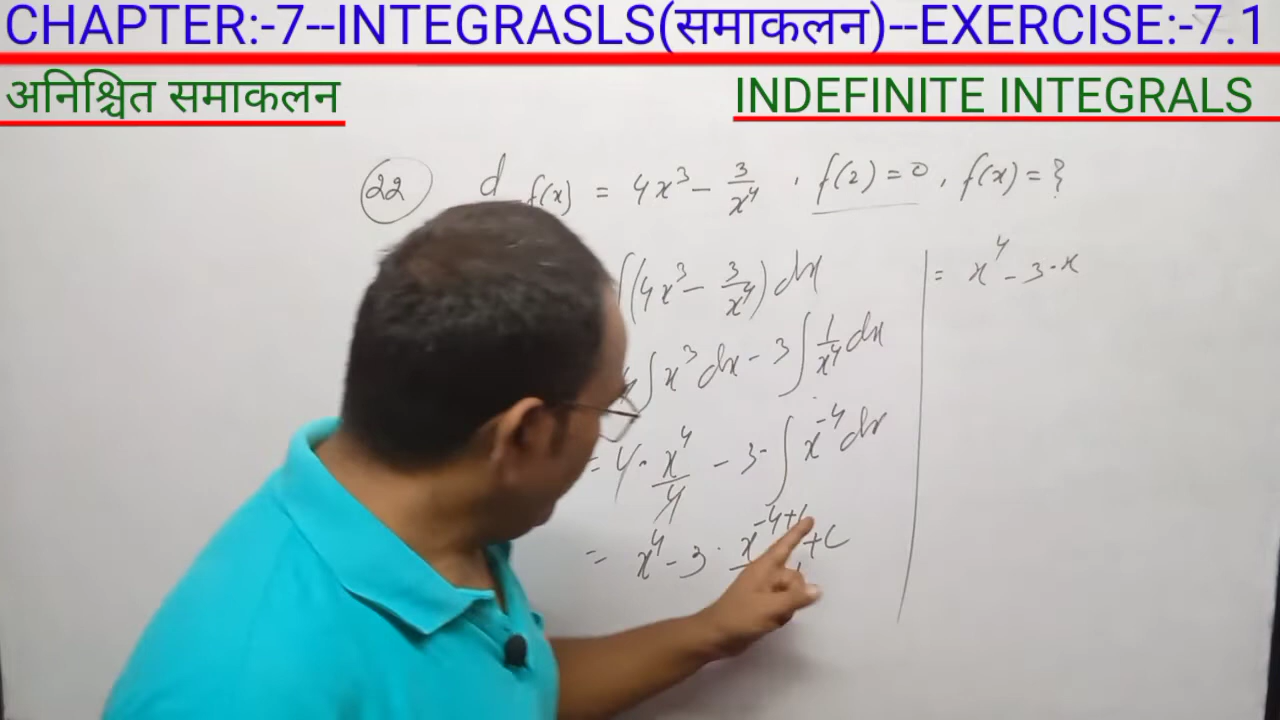 CHAPTER:-7--INTEGRASLS(समाकलन)--EXERCISE:-7.1
अनिश्चित समाकलन
INDEFINITE INTEGRALS
22 d f(x) = 4x³ - 3/x⁴ , f(2) = 0 , f(x) = ?
∫(4x³ - 3/x⁴) dx
∫x³ dx - 3∫1/x⁴ dx
= 4· x⁴/4 - 3·∫x⁻⁴ dx
= x⁴ - 3· x⁻⁴⁺¹ + C
= x⁴ - 3·x